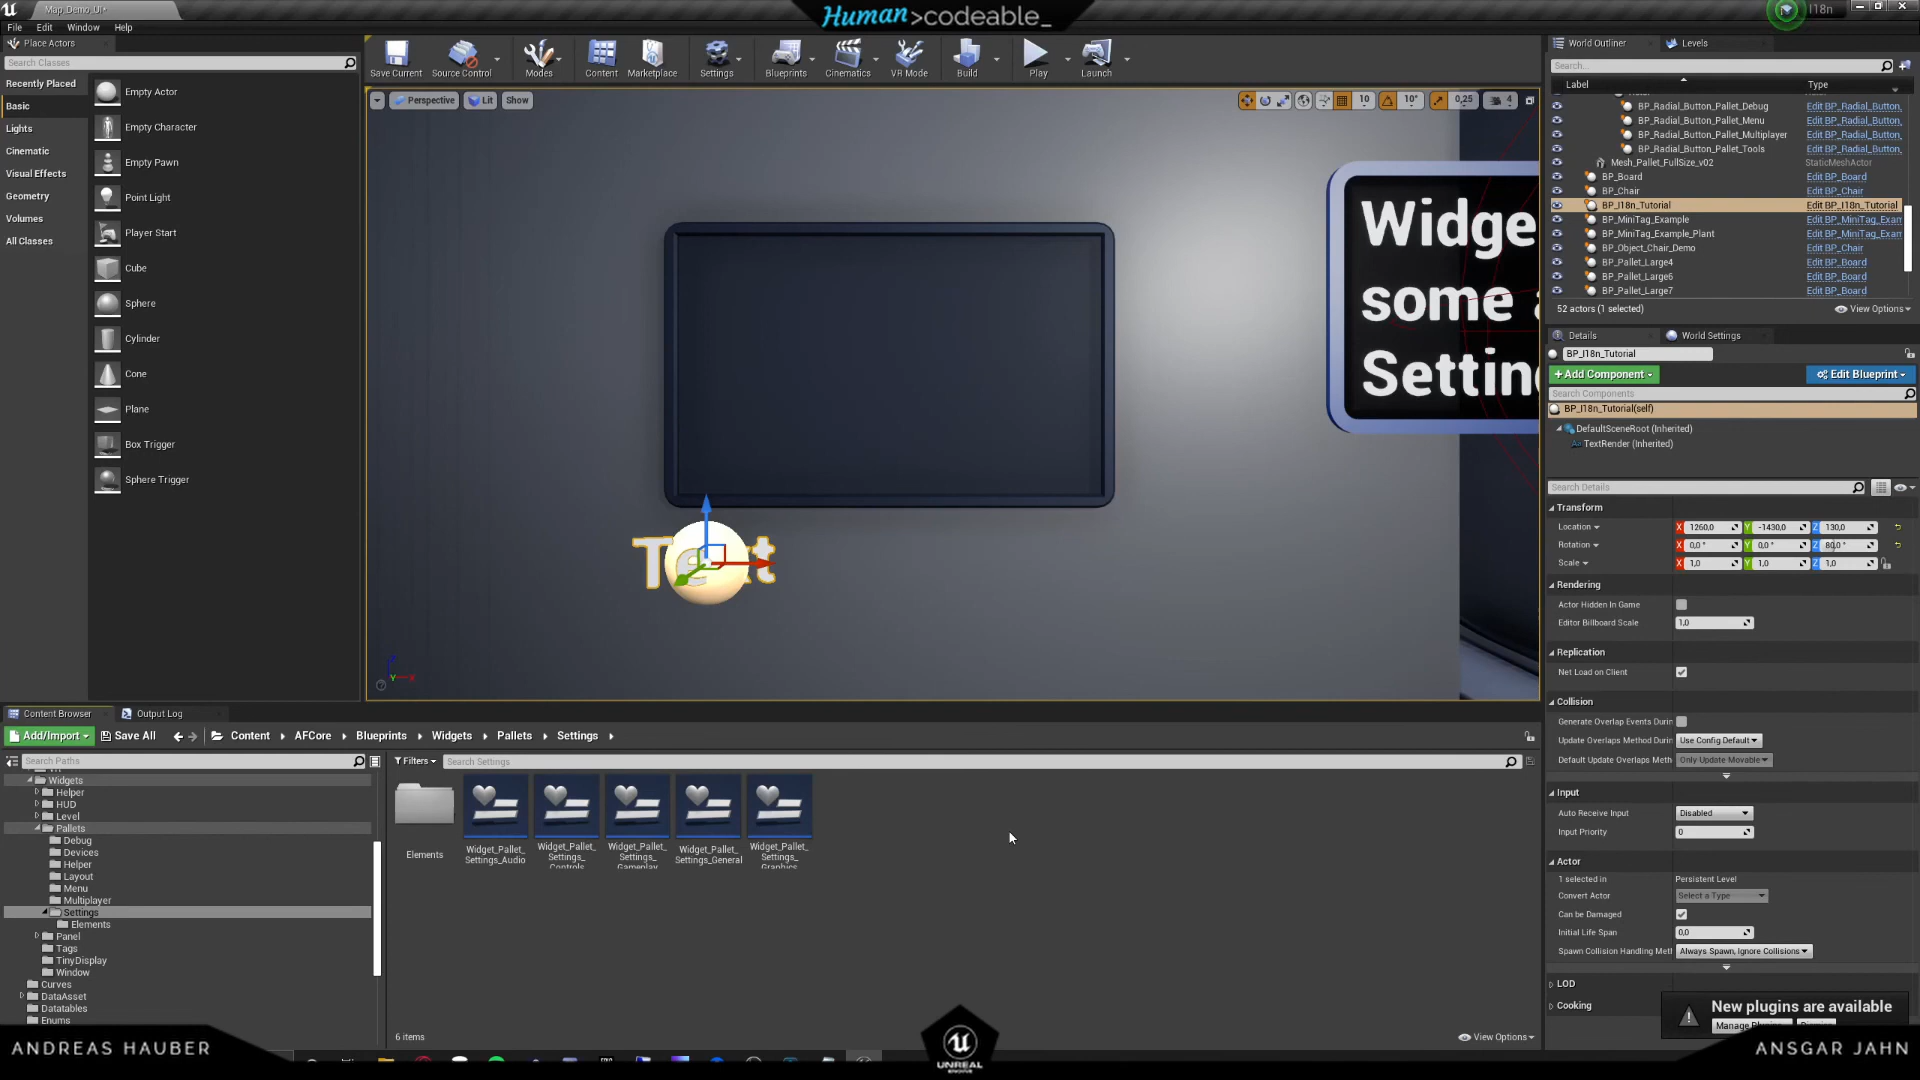 Map_Demo_UI*
Human>codeable_
I18n
File Edit Window Help
Place Actors
Search Classes
Recently Placed
Basic
Lights
Cinematic
Visual Effects
Geometry
Volumes
All Classes
Empty Actor
Empty Character
Empty Pawn
Point Light
Player Start
Cube
Sphere
Cylinder
Cone
Plane
Box Trigger
Sphere Trigger
Save Current
Source Control
Modes
Content
Marketplace
Settings
Blueprints
Cinematics
VR Mode
Build
Play
Launch
Perspective Lit Show
10 10° 0,25 4
Widge
some
Settin
Text
World Outliner Levels
Search...
Label Type
BP_Radial_Button_Pallet_Debug Edit BP_Radial_Button_
BP_Radial_Button_Pallet_Menu Edit BP_Radial_Button_
BP_Radial_Button_Pallet_Multiplayer Edit BP_Radial_Button_
BP_Radial_Button_Pallet_Tools Edit BP_Radial_Button_
Mesh_Pallet_FullSize_v02 StaticMeshActor
BP_Board Edit BP_Board
BP_Chair Edit BP_Chair
BP_I18n_Tutorial Edit BP_I18n_Tutorial
BP_MiniTag_Example Edit BP_MiniTag_Exam
BP_MiniTag_Example_Plant Edit BP_MiniTag_Exam
BP_Object_Chair_Demo Edit BP_Chair
BP_Pallet_Large4 Edit BP_Board
BP_Pallet_Large6 Edit BP_Board
BP_Pallet_Large7 Edit BP_Board
52 actors (1 selected) View Options
Details World Settings
BP_I18n_Tutorial
+Add Component Edit Blueprint
Search Components
BP_I18n_Tutorial(self)
DefaultSceneRoot (Inherited)
TextRender (Inherited)
Search Details
Transform
Location X 1260,0 Y -1430,0 Z 130,0
Rotation X 0,0 ° Y 0,0 ° Z 80,0 °
Scale X 1,0 Y 1,0 Z 1,0
Rendering
Actor Hidden In Game
Editor Billboard Scale 1,0
Replication
Net Load on Client
Collision
Generate Overlap Events Durin
Update Overlaps Method Durin Use Config Default
Default Update Overlaps Meth Only Update Movable
Input
Auto Receive Input Disabled
Input Priority 0
Actor
1 selected in Persistent Level
Convert Actor Select a Type
Can be Damaged
Initial Life Span 0,0
Spawn Collision Handling Meth Always Spawn, Ignore Collisions
LOD
Cooking
New plugins are available
Content Browser Output Log
Add/Import Save All Content AFCore Blueprints Widgets Pallets Settings
Search Paths
Filters Search Settings
Widgets
Helper
HUD
Level
Pallets
Debug
Devices
Helper
Layout
Menu
Multiplayer
Settings
Elements
Panel
Tags
TinyDisplay
Window
Curves
DataAsset
Datatables
Enums
Elements
Widget_Pallet_
Settings_Audio
Widget_Pallet_
Settings_
Controls
Widget_Pallet_
Settings_
Gameplay
Widget_Pallet_
Settings_General
Widget_Pallet_
Settings_
Graphics
6 items View Options
ANDREAS HAUBER
UNREAL
ENGINE
ANSGAR JAHN